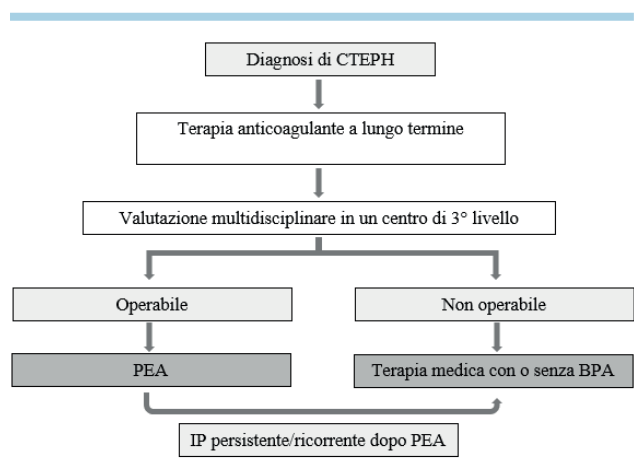 Diagnosi di CTEPH
Terapia anticoagulante a lungo termine
Valutazione multidisciplinare in un centro di 3° livello
Operabile
Non operabile
PEA
Terapia medica con o senza BPA
IP persistente/ricorrente dopo PEA